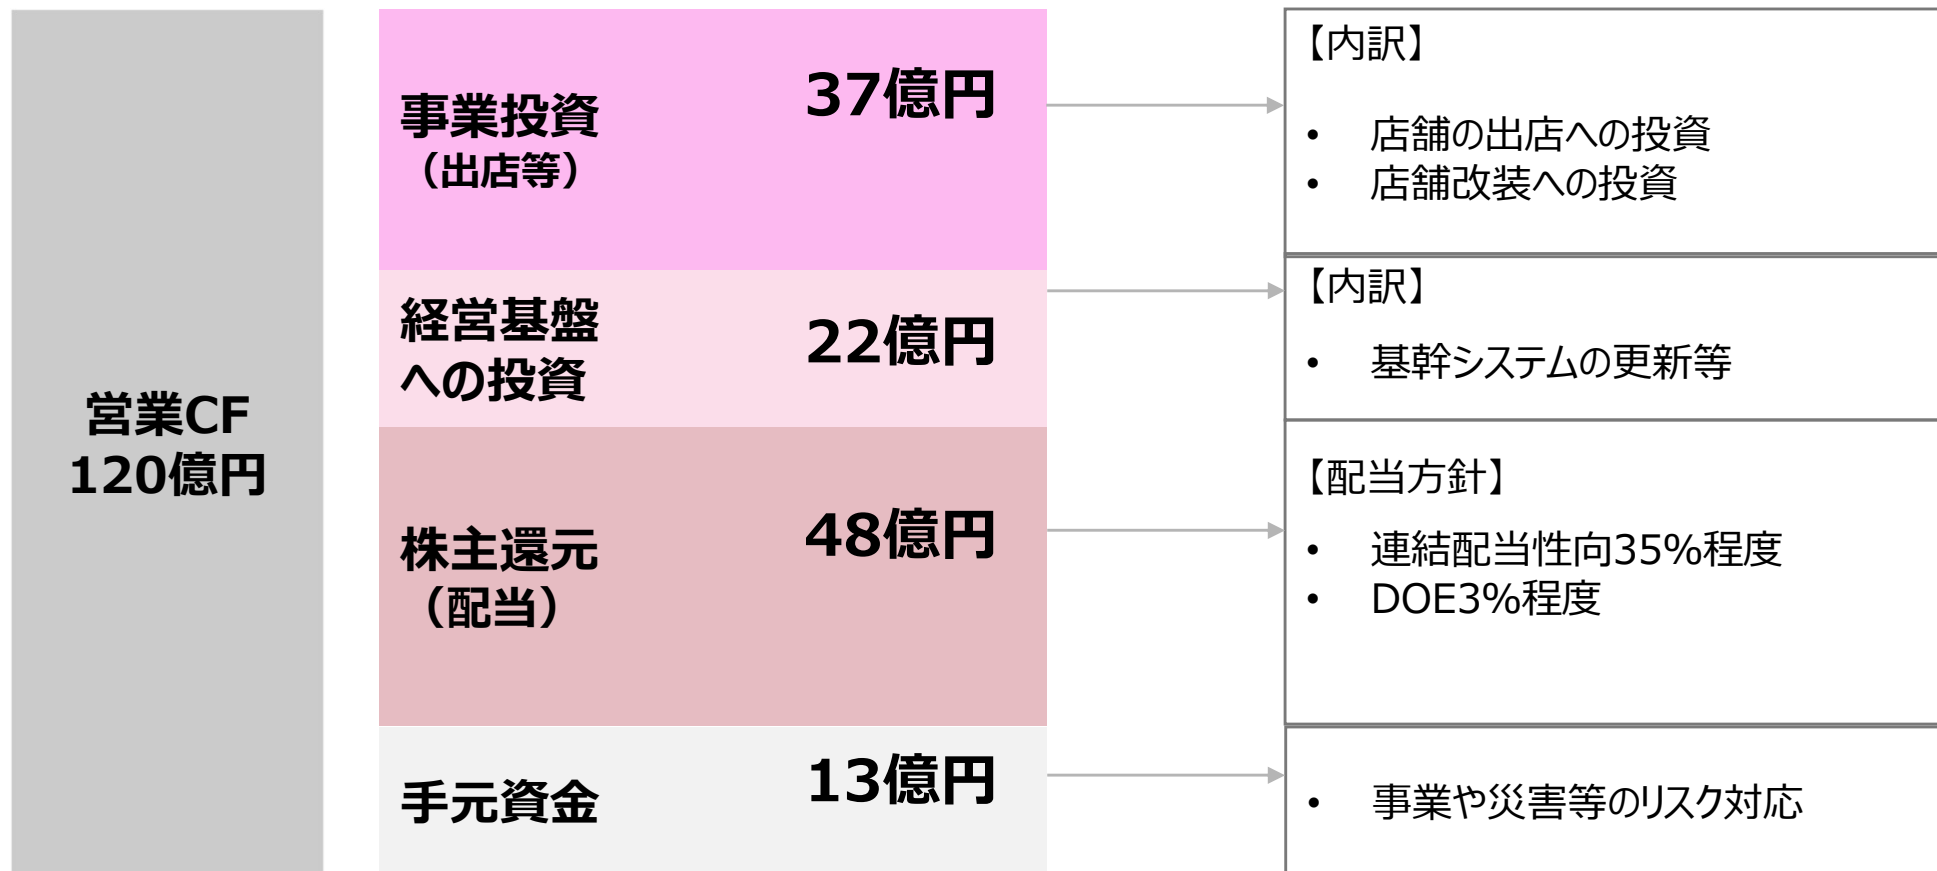 営業CF
120億円
事業投資
（出店等）
37億円
【内訳】
• 店舗の出店への投資
• 店舗改装への投資
経営基盤
への投資
22億円
【内訳】
• 基幹システムの更新等
株主還元
（配当）
48億円
【配当方針】
• 連結配当性向35%程度
• DOE3%程度
手元資金
13億円
• 事業や災害等のリスク対応